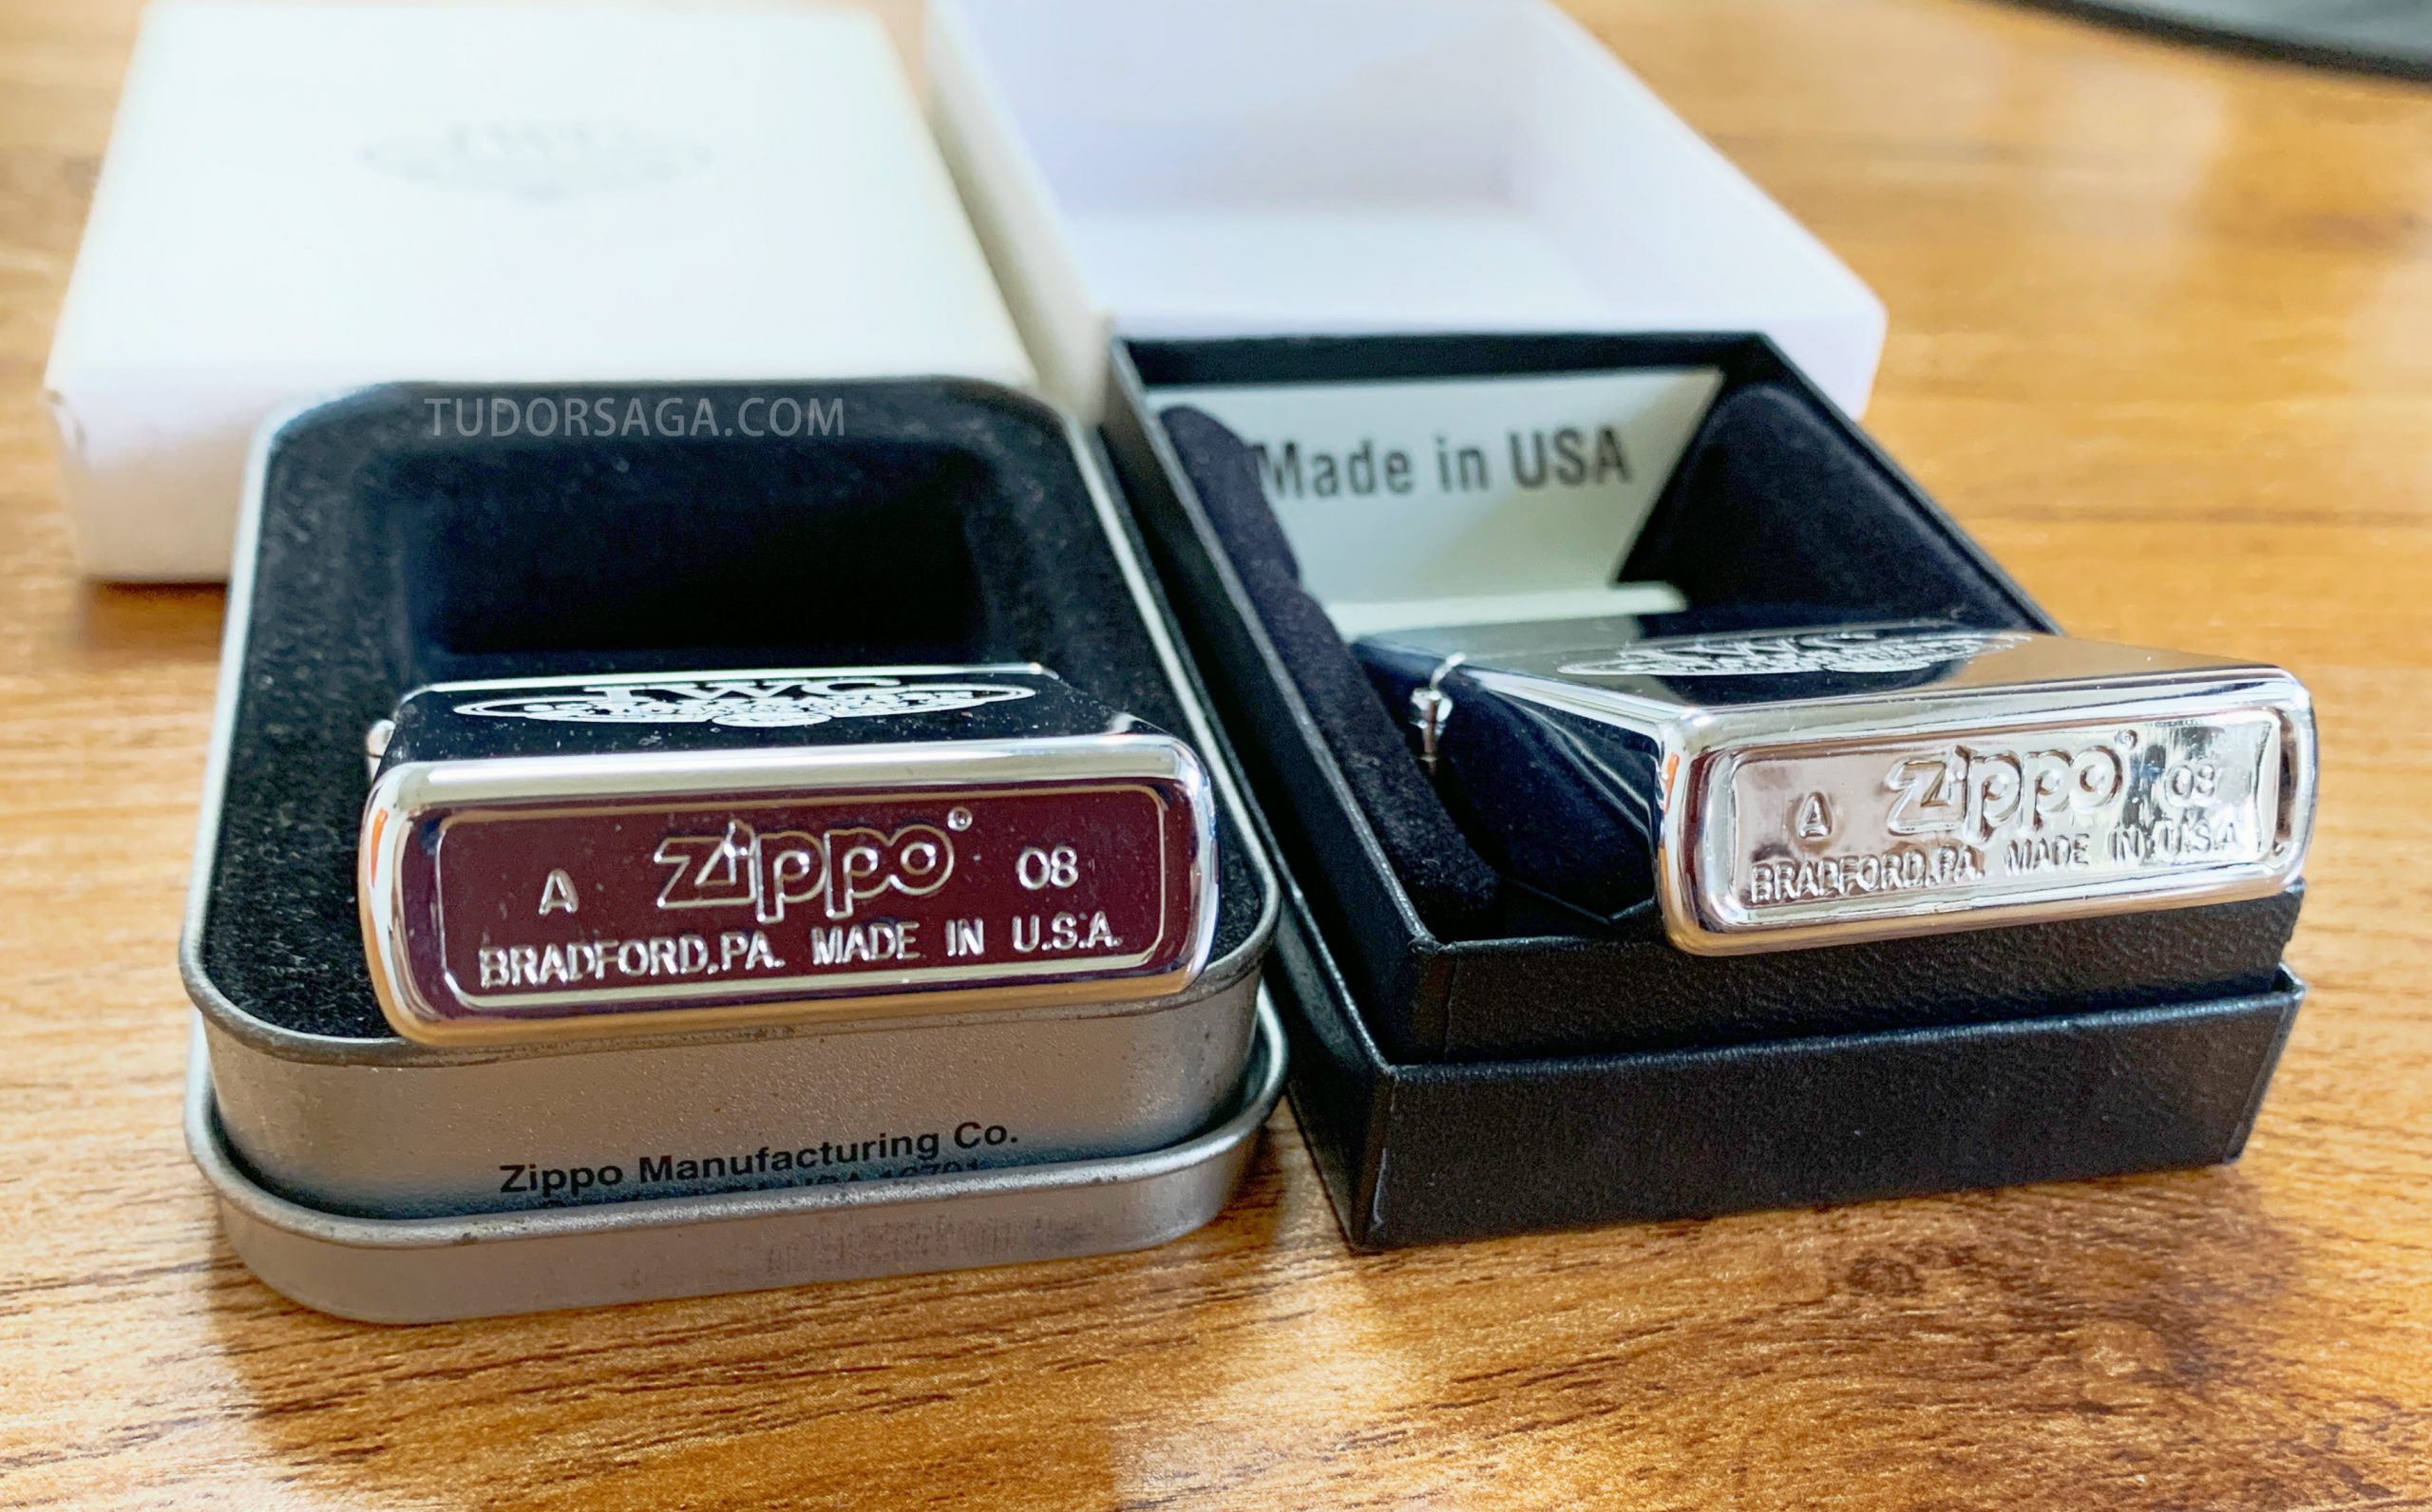 TUDORSAGA.COM
Made in USA
IWC
A zippo® 08
BRADFORD,PA. MADE IN U.S.A.
A zippo® 08
BRADFORD,PA. MADE IN U.S.A.
Zippo Manufacturing Co.